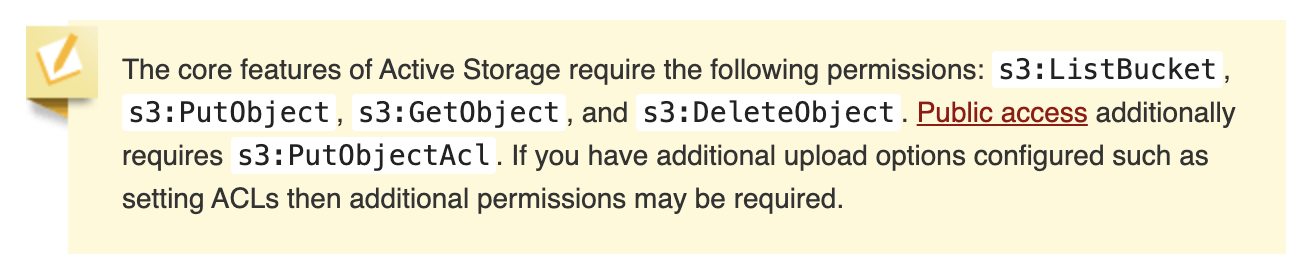 The core features of Active Storage require the following permissions: s3:ListBucket,
s3:PutObject, s3:GetObject, and s3:DeleteObject. Public access additionally
requires s3:PutObjectAcl. If you have additional upload options configured such as
setting ACLs then additional permissions may be required.